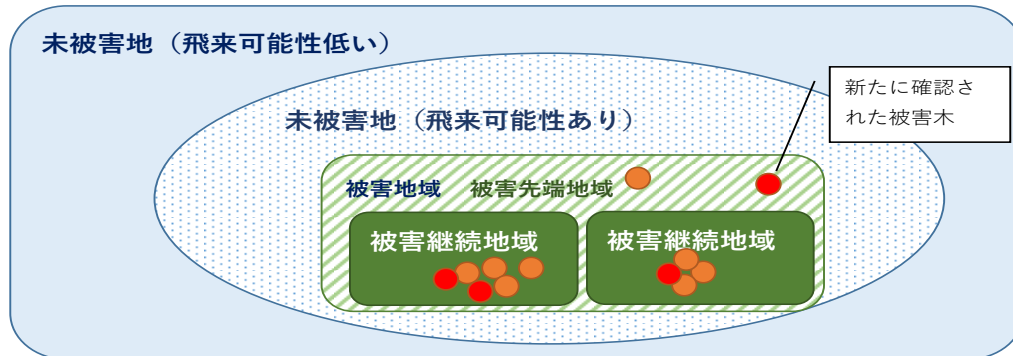 未被害地（飛来可能性低い）
新たに確認さ
れた被害木
未被害地（飛来可能性あり）
被害地域 被害先端地域
被害継続地域
被害継続地域